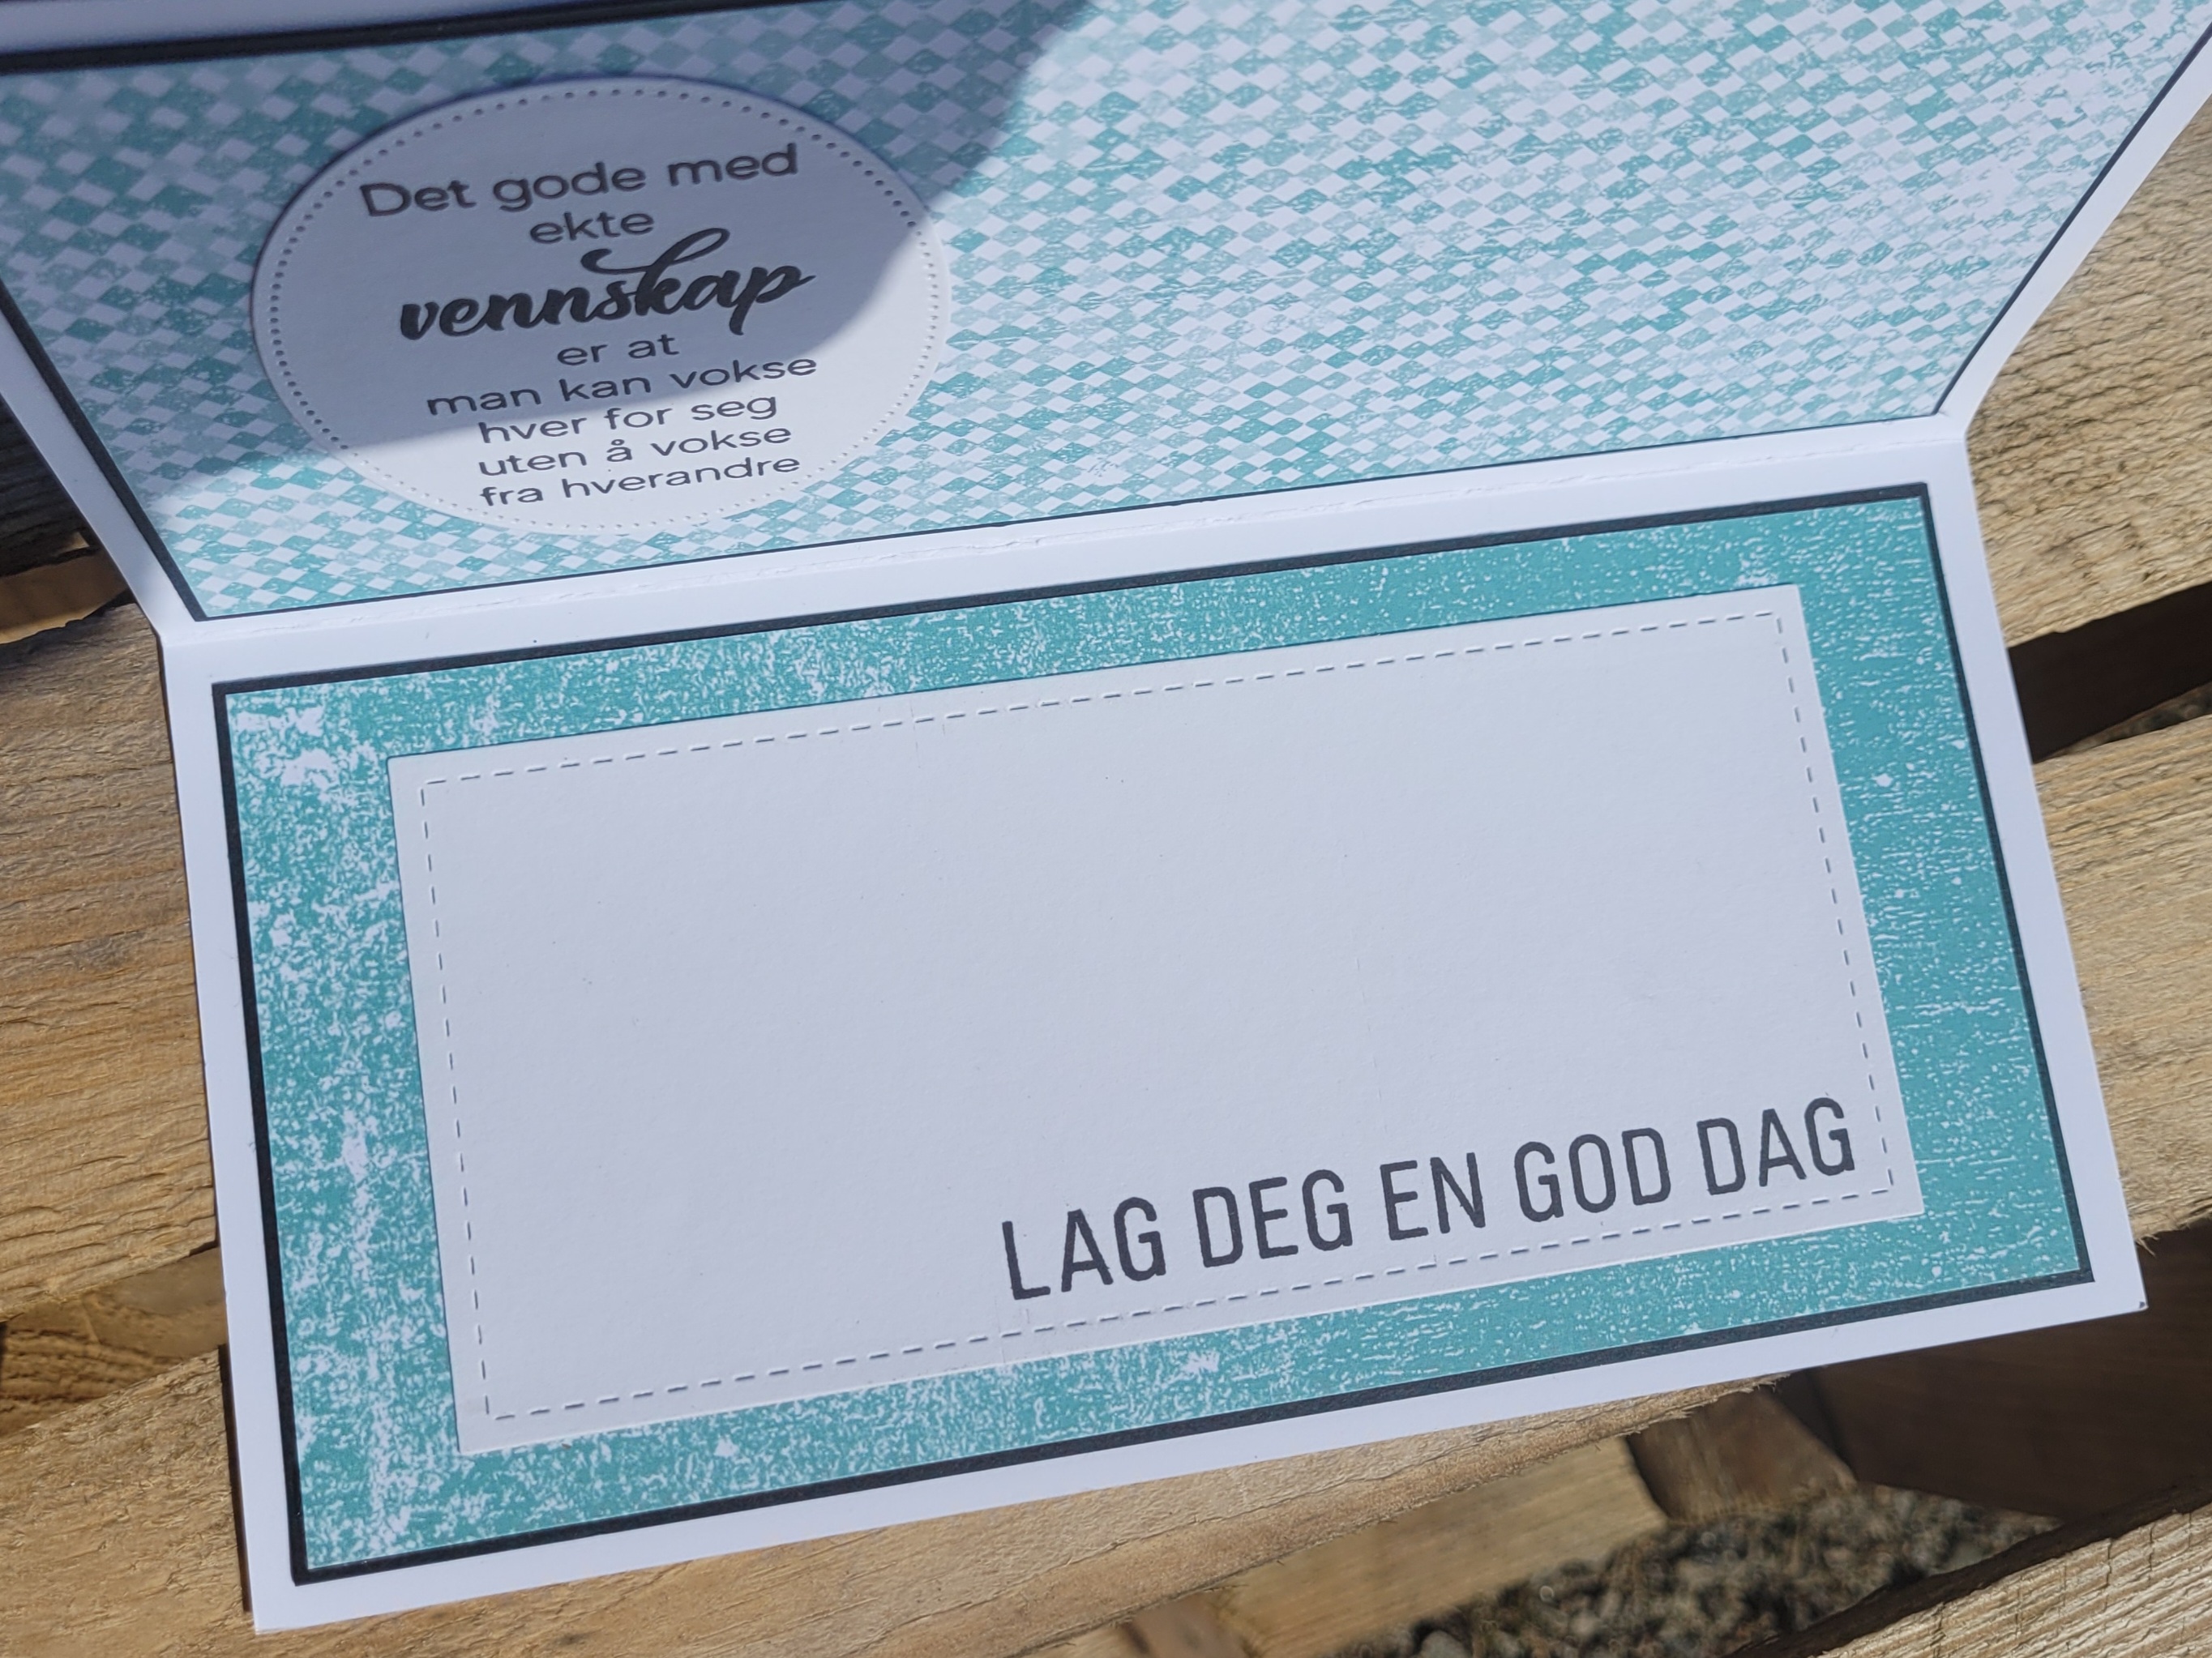 Det gode med
ekte
vennskap
er at
man kan vokse
hver for seg
uten å vokse
fra hverandre
LAG DEG EN GOD DAG